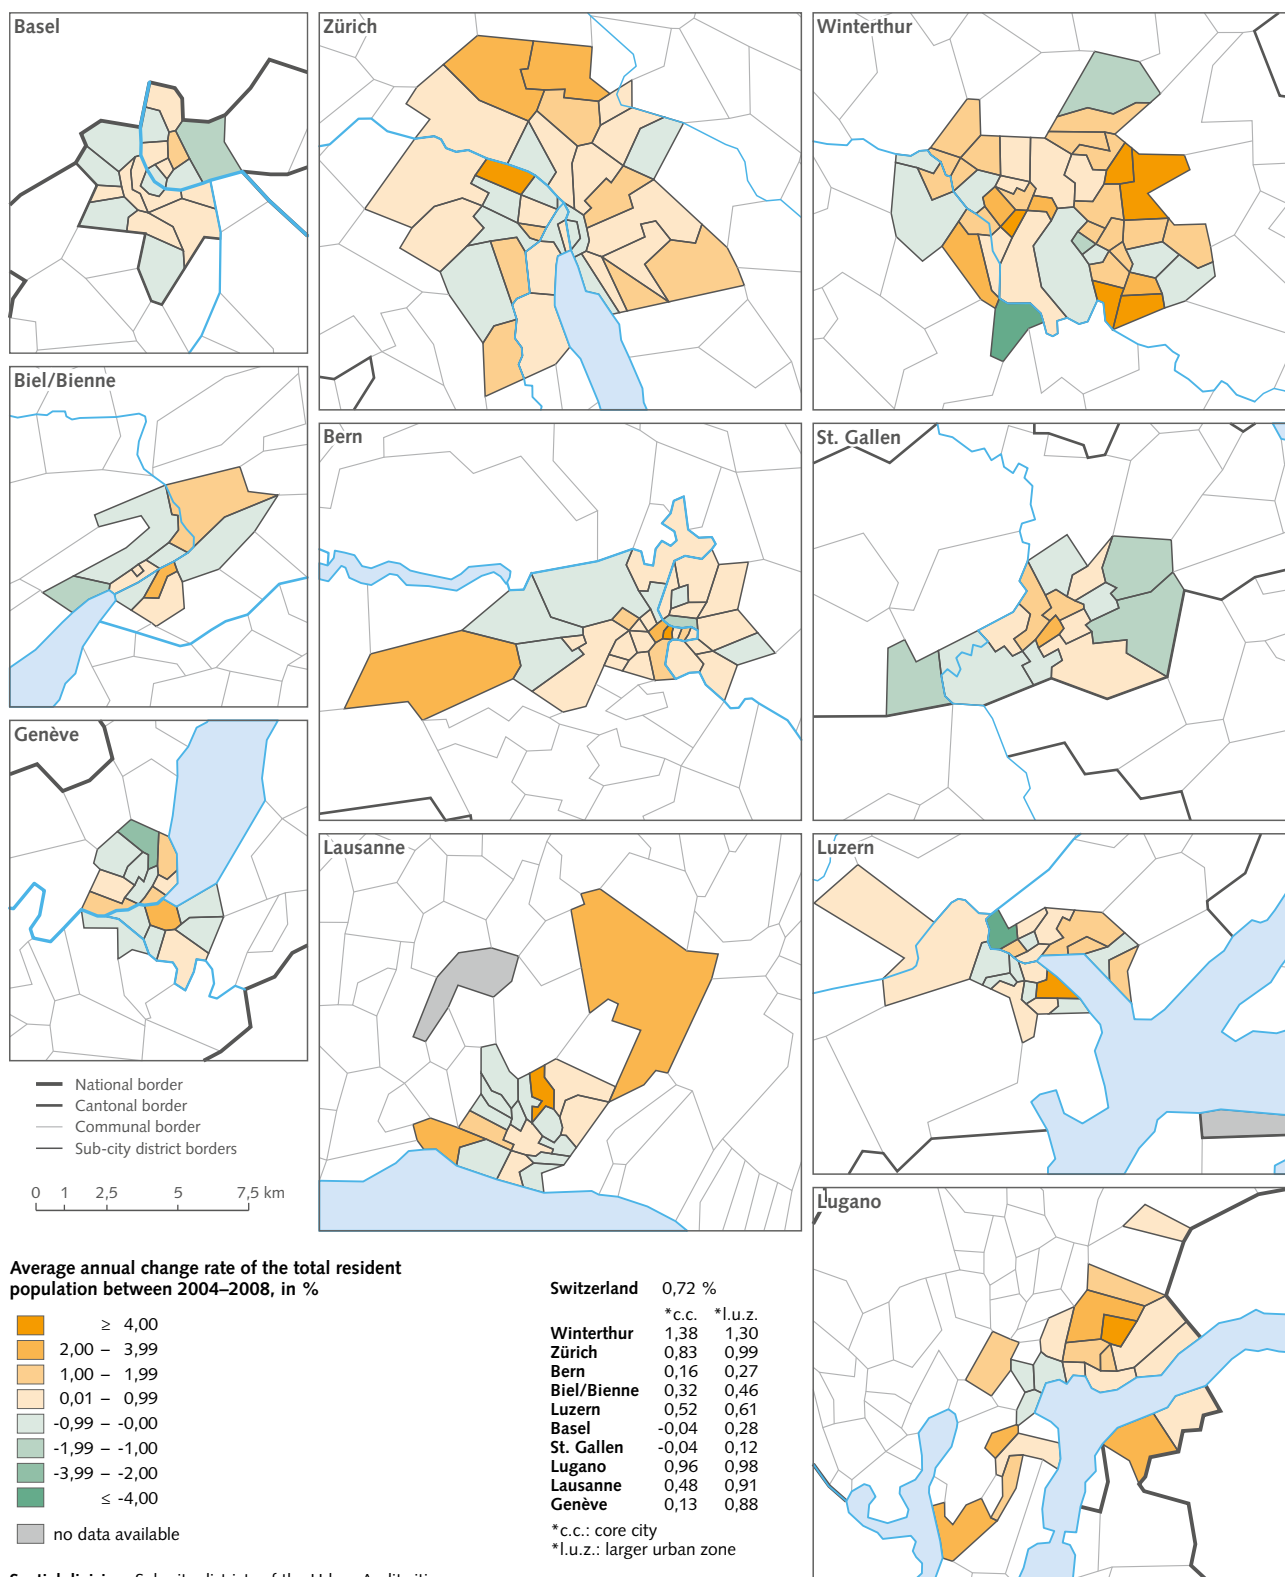 Basel
Zürich
Winterthur
Biel/Bienne
Bern
St. Gallen
Genève
Lausanne
Luzern
Lugano
National border
Cantonal border
Communal border
Sub-city district borders
0 1 2,5 5 7,5 km
Average annual change rate of the total resident
population between 2004–2008, in %
≥ 4,00
2,00 – 3,99
1,00 – 1,99
0,01 – 0,99
-0,99 – -0,00
-1,99 – -1,00
-3,99 – -2,00
≤ -4,00
no data available
Switzerland 0,72 %
*c.c. *l.u.z.
Winterthur 1,38 1,30
Zürich 0,83 0,99
Bern 0,16 0,27
Biel/Bienne 0,32 0,46
Luzern 0,52 0,61
Basel -0,04 0,28
St. Gallen -0,04 0,12
Lugano 0,96 0,98
Lausanne 0,48 0,91
Genève 0,13 0,88
*c.c.: core city
*l.u.z.: larger urban zone